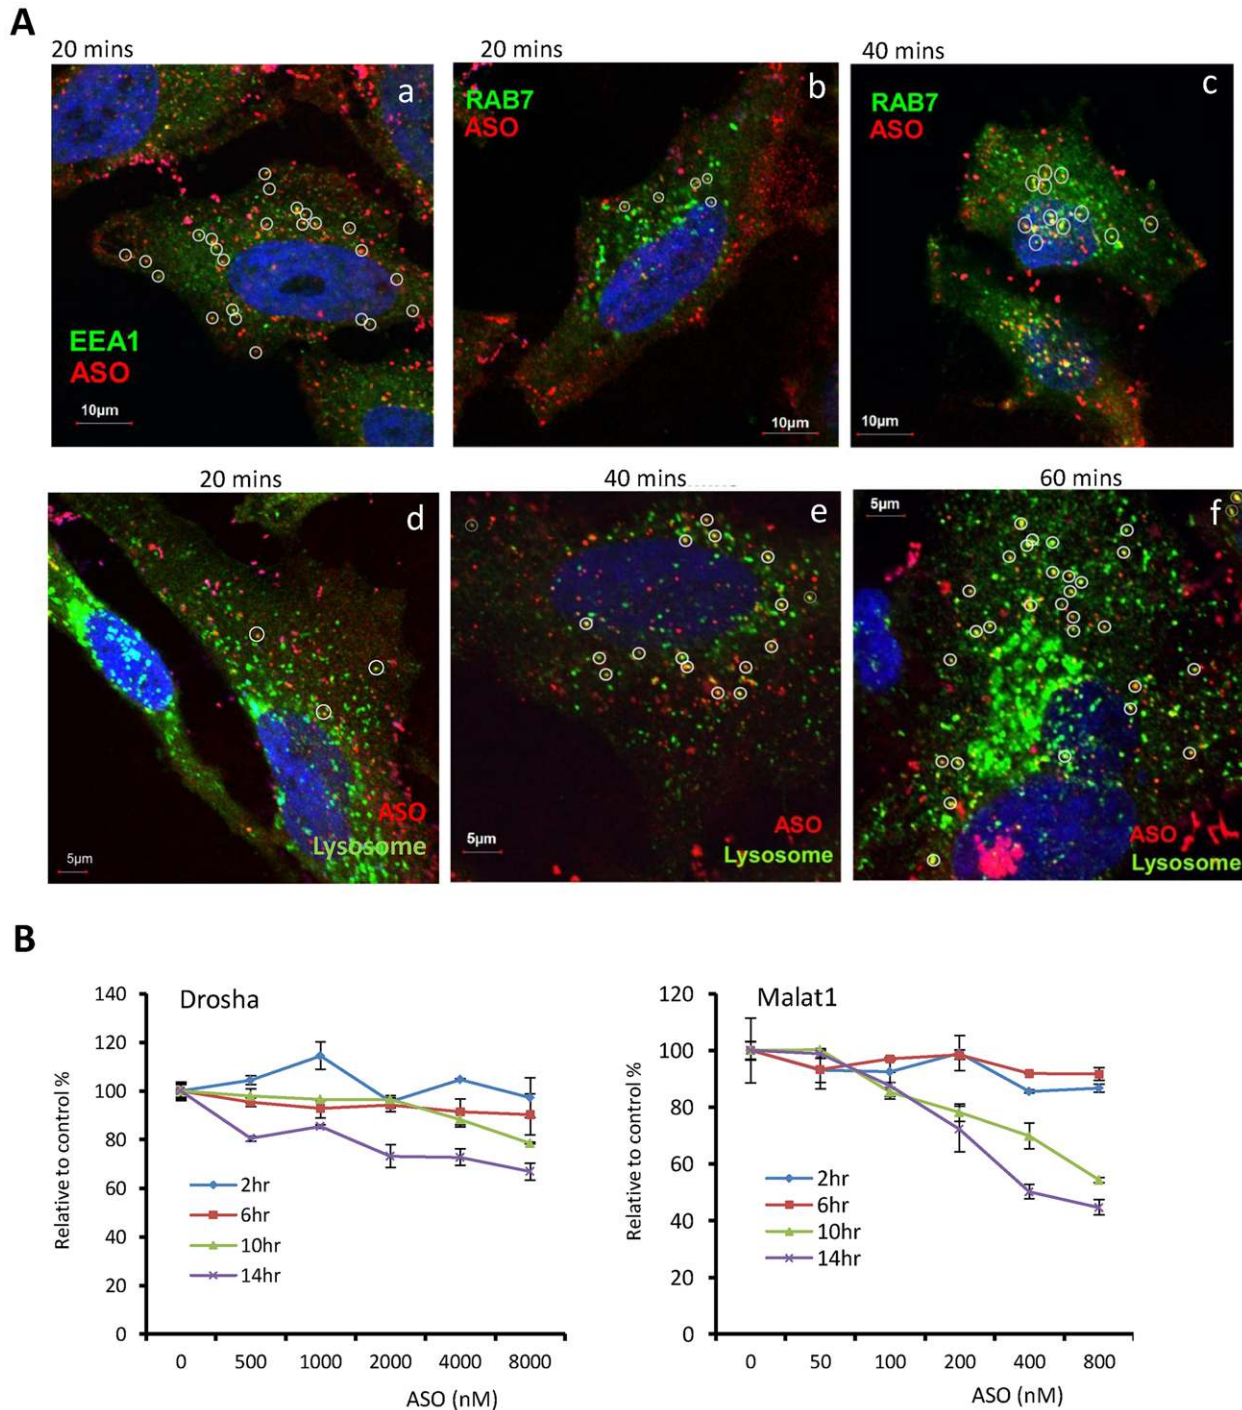 A
20 mins
20 mins
40 mins
a
b
c
RAB7
ASO
RAB7
ASO
EEA1
ASO
10μm
10μm
10μm
20 mins
40 mins
60 mins
d
e
f
5μm
ASO
Lysosome
5μm
ASO
Lysosome
5μm
ASO
Lysosome
B
Drosha
140
120
100
80
60
40
20
0
Relative to control %
2hr
6hr
10hr
14hr
0 500 1000 2000 4000 8000
ASO (nM)
Malat1
120
100
80
60
40
20
0
Relative to control %
2hr
6hr
10hr
14hr
0 50 100 200 400 800
ASO (nM)